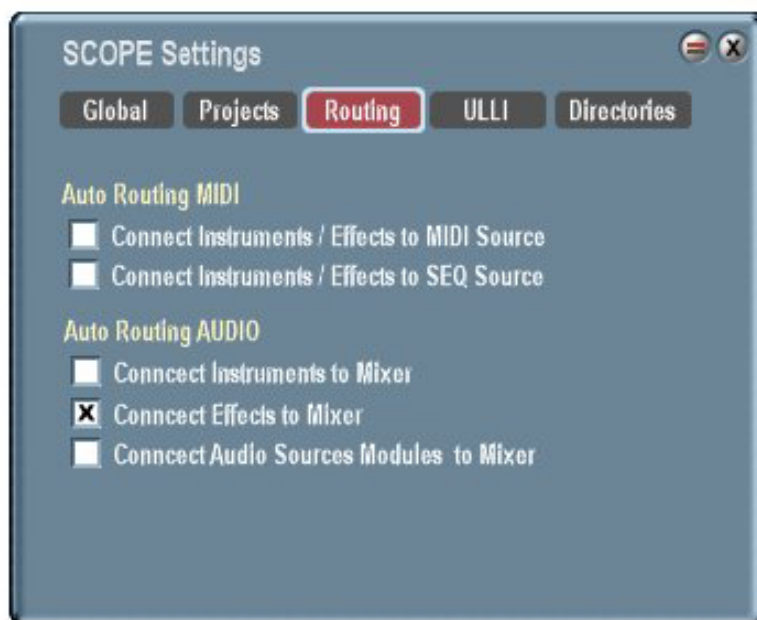 SCOPE Settings
Global Projects Routing ULLI Directories
Auto Routing MIDI
Connect Instruments / Effects to MIDI Source
Connect Instruments / Effects to SEQ Source
Auto Routing AUDIO
Conncect Instruments to Mixer
Conncect Effects to Mixer
Conncect Audio Sources Modules to Mixer